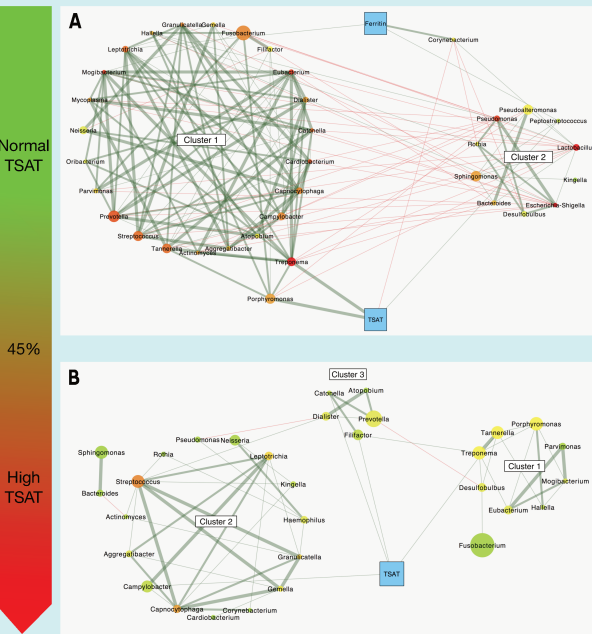 A
Granulicatella
Gemella
Ferritin
Hallella
Fusobacterium
Corynebacterium
Leptotrichia
Filifactor
Mogibacterium
Eubacterium
Mycoplasma
Dialister
Pseudoalteromonas
Pseudomonas
Peptostreptococcus
Neisseria
Catonella
Normal
TSAT
Cluster 1
Rothia
Lactobacillu
Cluster 2
Oribacterium
Cardiobacterium
Sphingomonas
Kingella
Parvimonas
Capnocytophaga
Bacteroides
Escherichia-Shigella
Prevotella
Campylobacter
Desulfobulbus
Streptococcus
Atopobium
Tannerella
Actinomyces
Aggregatibacter
Treponema
Porphyromonas
TSAT
45%
B
Cluster 3
Catonella
Atopobium
Dialister
Prevotella
Porphyromonas
Filifactor
Tannerella
Pseudomonas
Neisseria
Parvimonas
Sphingomonas
Rothia
Leptotrichia
Treponema
Cluster 1
High
TSAT
Streptococcus
Kingella
Mogibacterium
Bacteroides
Desulfobulbus
Actinomyces
Cluster 2
Haemophilus
Eubacterium
Hallella
Aggregatibacter
Granulicatella
Fusobacterium
Campylobacter
Gemella
TSAT
Capnocytophaga
Corynebacterium
Cardiobacterium